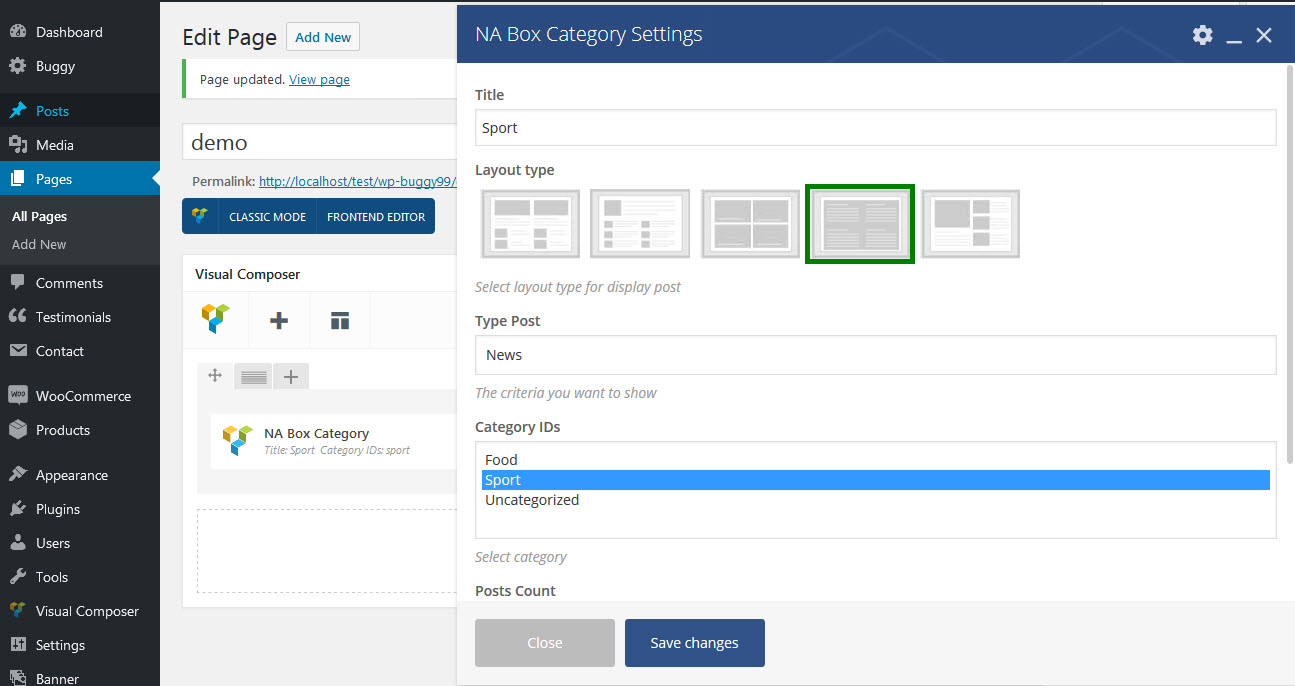 Dashboard
Buggy
Posts
Media
Pages
All Pages
Add New
Comments
Testimonials
Contact
WooCommerce
Products
Appearance
Plugins
Users
Tools
Visual Composer
Settings
Banner
Edit Page
Add New
Page updated. View page
demo
Permalink: http://localhost/test/wp-buggy99/
CLASSIC MODE
FRONTEND EDITOR
Visual Composer
NA Box Category
Title: Sport Category IDs: sport
NA Box Category Settings
Title
Sport
Layout type
Select layout type for display post
Type Post
News
The criteria you want to show
Category IDs
Food
Sport
Uncategorized
Select category
Posts Count
Close
Save changes